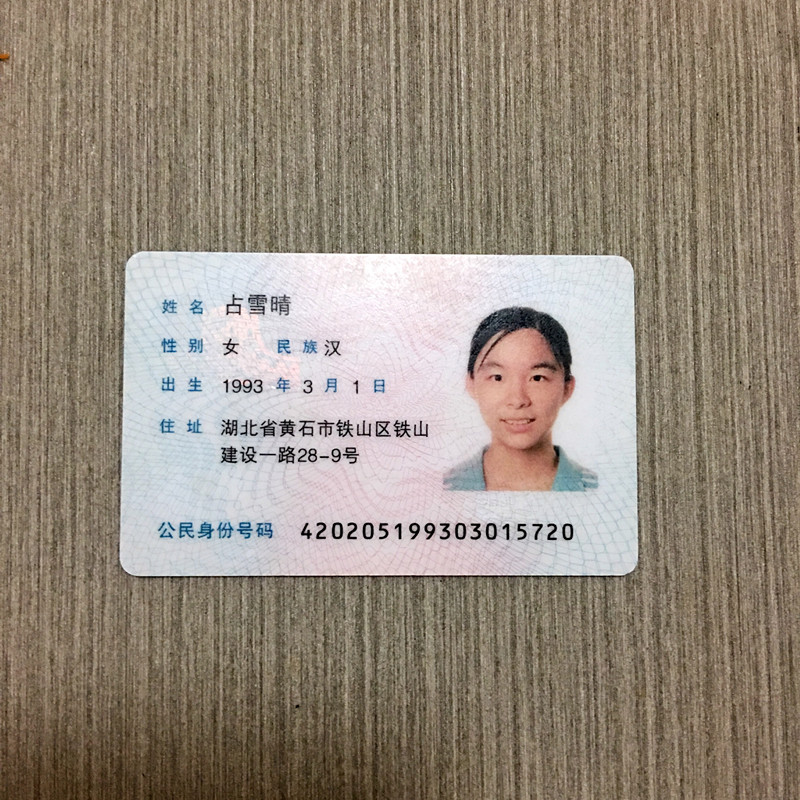 姓名 占雪晴
性别 女 民族 汉
出生 1993 年 3 月 1 日
住址 湖北省黄石市铁山区铁山
建设一路28-9号
公民身份号码 420205199303015720